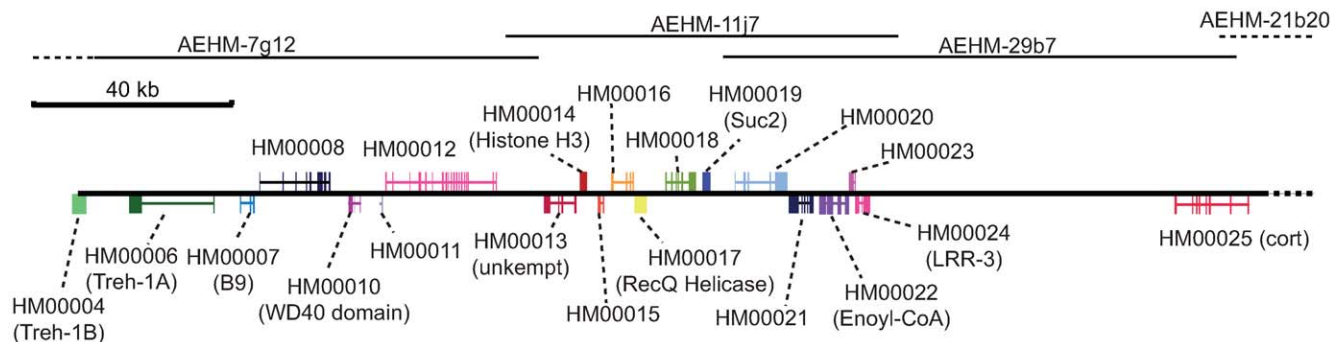 AEHM-21b20
AEHM-11j7
AEHM-7g12
AEHM-29b7
40 kb
HM00016
HM00019
(Suc2)
HM00014
(Histone H3)
HM00018
HM00020
HM00008
HM00012
HM00023
HM00004
(Treh-1B)
HM00006
(Treh-1A)
HM00007
(B9)
HM00010
(WD40 domain)
HM00011
HM00013
(unkempt)
HM00015
HM00017
(RecQ Helicase)
HM00021
HM00022
(Enoyl-CoA)
HM00024
(LRR-3)
HM00025 (cort)